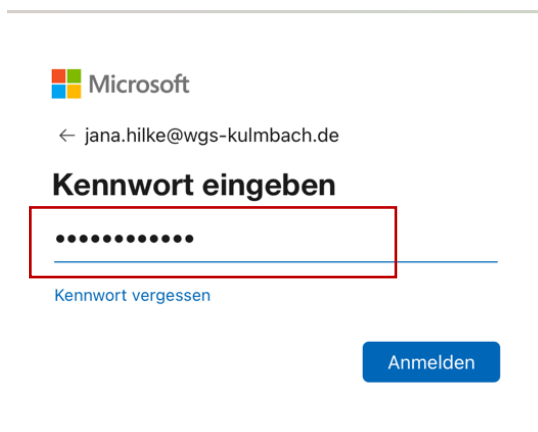 Microsoft
← jana.hilke@wgs-kulmbach.de
Kennwort eingeben
••••••••••••
Kennwort vergessen
Anmelden